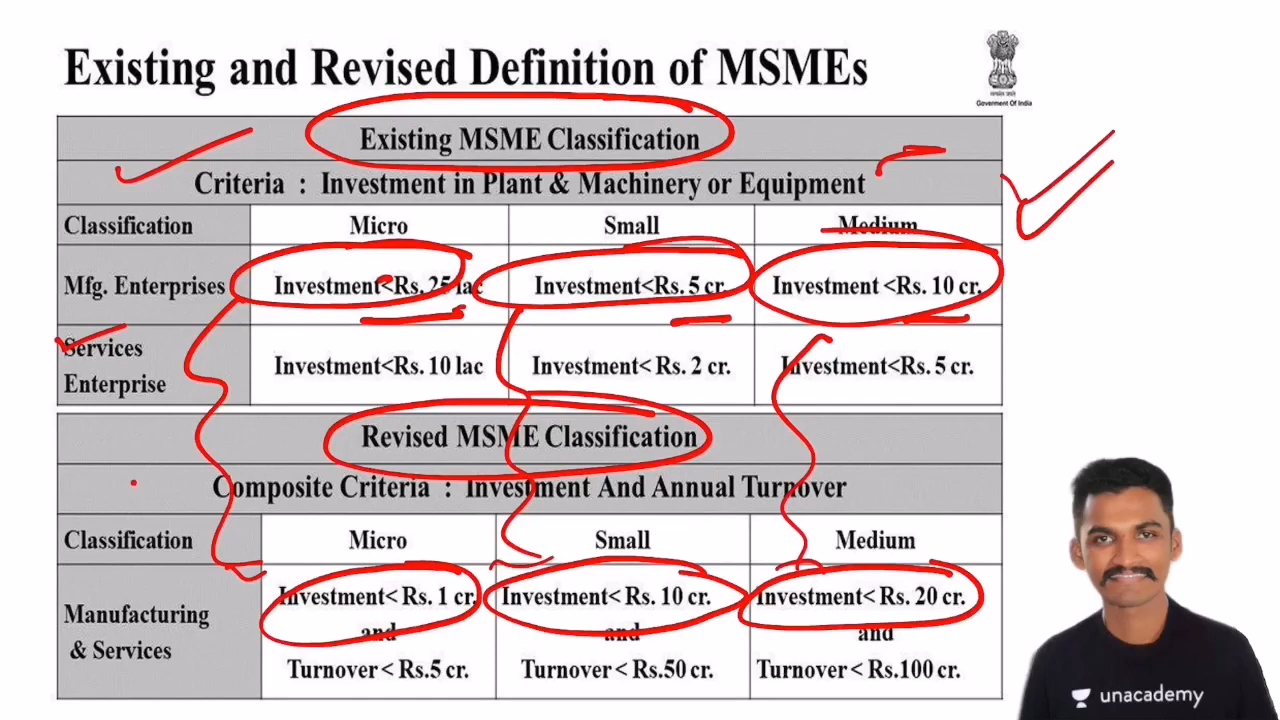 Existing and Revised Definition of MSMEs
Goverment Of India
Existing MSME Classification
Criteria : Investment in Plant & Machinery or Equipment
Classification Micro Small Medium
Mfg. Enterprises Investment<Rs. 25 lac Investment<Rs. 5 cr. Investment <Rs. 10 cr.
Services
Enterprise
Investment<Rs. 10 lac Investment< Rs. 2 cr. Investment<Rs. 5 cr.
Revised MSME Classification
Composite Criteria : Investment And Annual Turnover
Classification Micro Small Medium
Manufacturing
& Services
Investment< Rs. 1 cr.
and
Turnover < Rs.5 cr.
Investment< Rs. 10 cr.
and
Turnover < Rs.50 cr.
Investment< Rs. 20 cr.
and
Turnover < Rs.100 cr.
unacademy